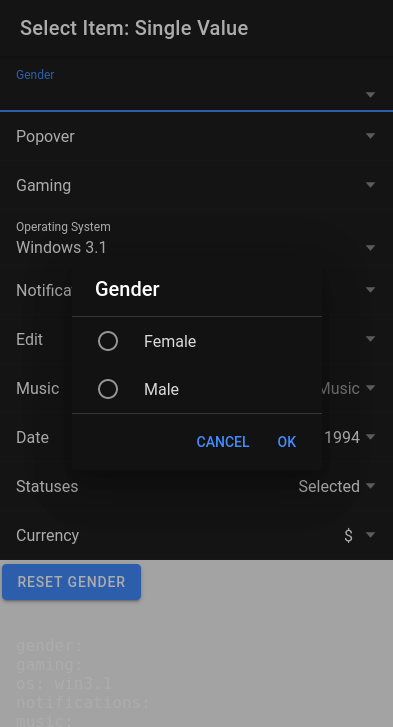 Select Item: Single Value
Gender
Popover
Gaming
Operating System
Windows 3.1
Notifica
Gender
Edit
Female
Music
Male
Music
Date
1994
CANCEL OK
Statuses
Selected
Currency
$
RESET GENDER
gender:
gaming:
os: win3.1
notifications:
music: